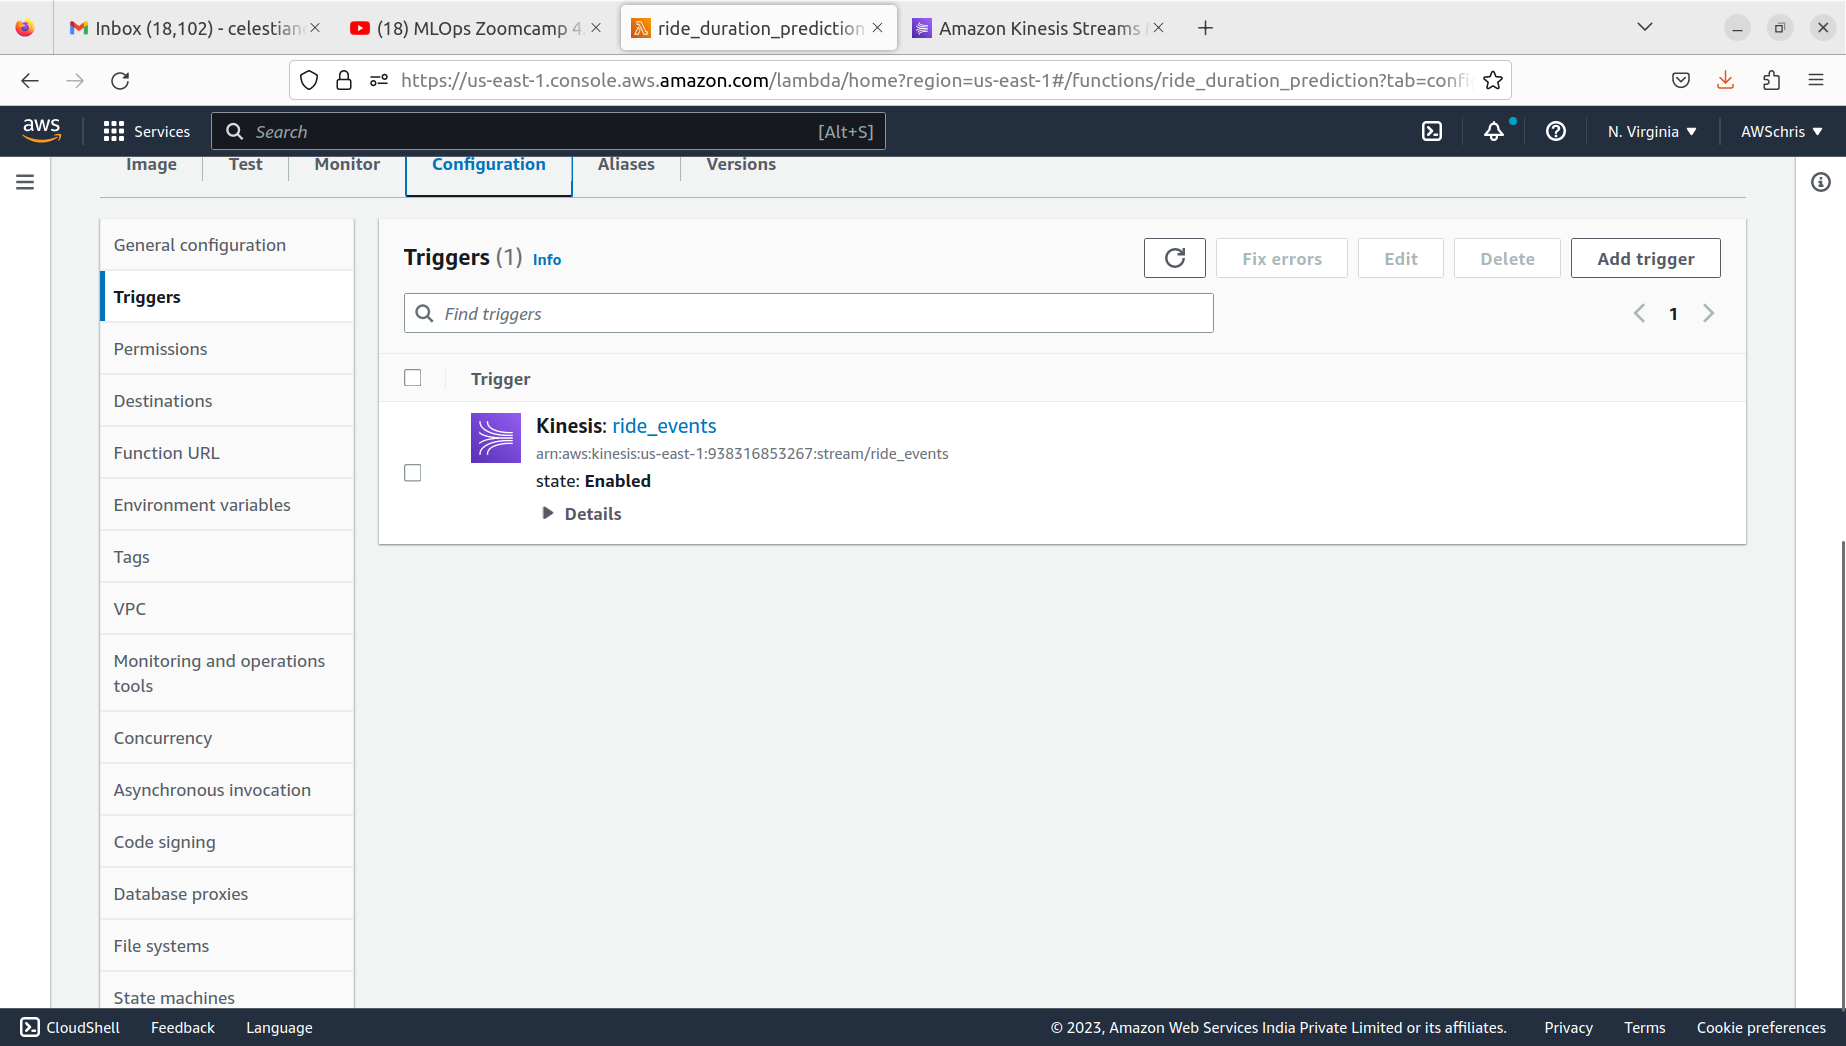 Inbox (18,102) - celestian
(18) MLOps Zoomcamp 4.
ride_duration_prediction
Amazon Kinesis Streams
https://us-east-1.console.aws.amazon.com/lambda/home?region=us-east-1#/functions/ride_duration_prediction?tab=confi
aws
Services
Search
[Alt+S]
N. Virginia
AWSchris
Image
Test
Monitor
Configuration
Aliases
Versions
General configuration
Triggers
Permissions
Destinations
Function URL
Environment variables
Tags
VPC
Monitoring and operations
tools
Concurrency
Asynchronous invocation
Code signing
Database proxies
File systems
State machines
Triggers (1) Info
Fix errors
Edit
Delete
Add trigger
Find triggers
1
Trigger
Kinesis: ride_events
arn:aws:kinesis:us-east-1:938316853267:stream/ride_events
state: Enabled
Details
CloudShell
Feedback
Language
© 2023, Amazon Web Services India Private Limited or its affiliates.
Privacy
Terms
Cookie preferences